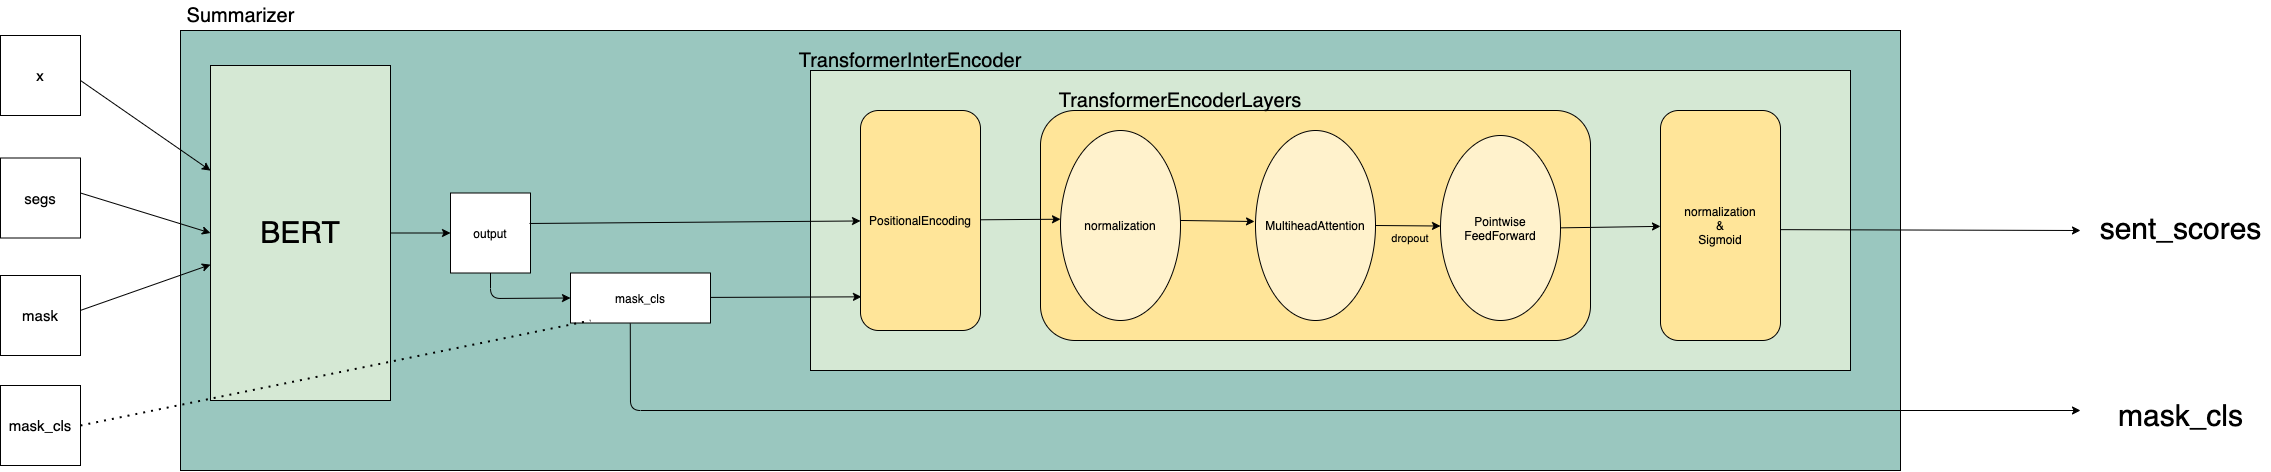 Summarizer
x
segs
mask
mask_cls
BERT
output
mask_cls
TransformerInterEncoder
PositionalEncoding
TransformerEncoderLayers
normalization
MultiheadAttention
dropout
Pointwise
FeedForward
normalization
&
Sigmoid
sent_scores
mask_cls